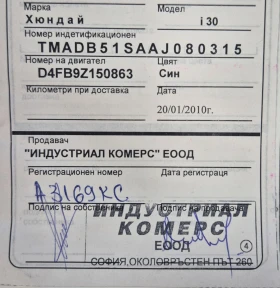 Марка Модел
Хюндай i 30
Номер индетификационен
TMADB51SAAJ080315
Номер на двигател Цвят
D4FB9Z150863 Син
Километри при доставка Дата
20/01/2010г.
Продавач
"ИНДУСТРИАЛ КОМЕРС" ЕООД
Регистрационен номер Дата регистраця
А3169КС
Подпис на собственика Подпис на продавача
ИНДУСТРИАЛ
КОМЕРС
ЕООД 4
СОФИЯ, ОКОЛОВРЪСТЕН ПЪТ 260